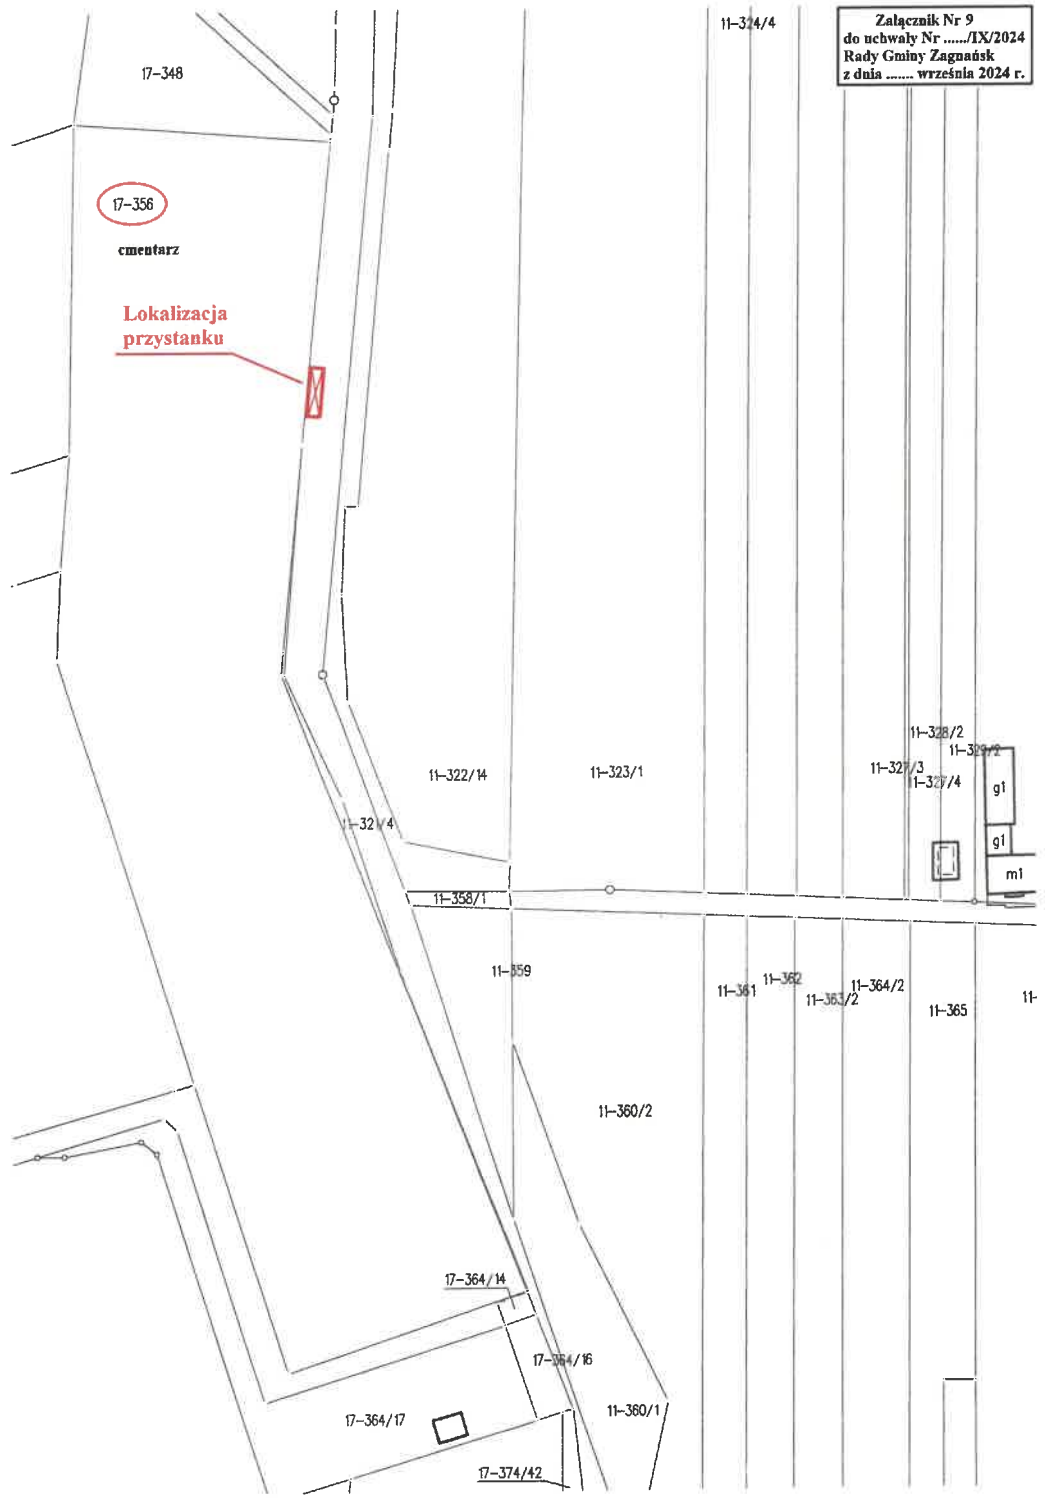 Załącznik Nr 9
do uchwały Nr ....../IX/2024
Rady Gminy Zagnańsk
z dnia ....... września 2024 r.
11-324/4
17-348
17-356
cmentarz
Lokalizacja
przystanku
11-328/2
11-329/2
11-327/3
11-327/4
11-322/14
11-323/1
g1
g1
m1
11-321/4
11-358/1
11-359
11-361
11-362
11-363/2
11-364/2
11-365
11-
11-360/2
17-364/14
17-364/16
11-360/1
17-364/17
17-374/42